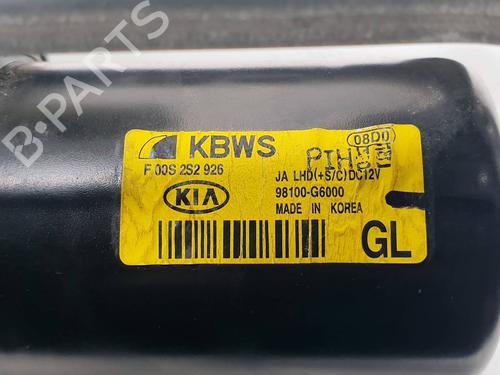 B-PARTS
KBWS
PIH
08D0
F 00S 2S2 926
JA LHD(+S/C)DC12V
KIA
98100-G6000
MADE IN KOREA
GL